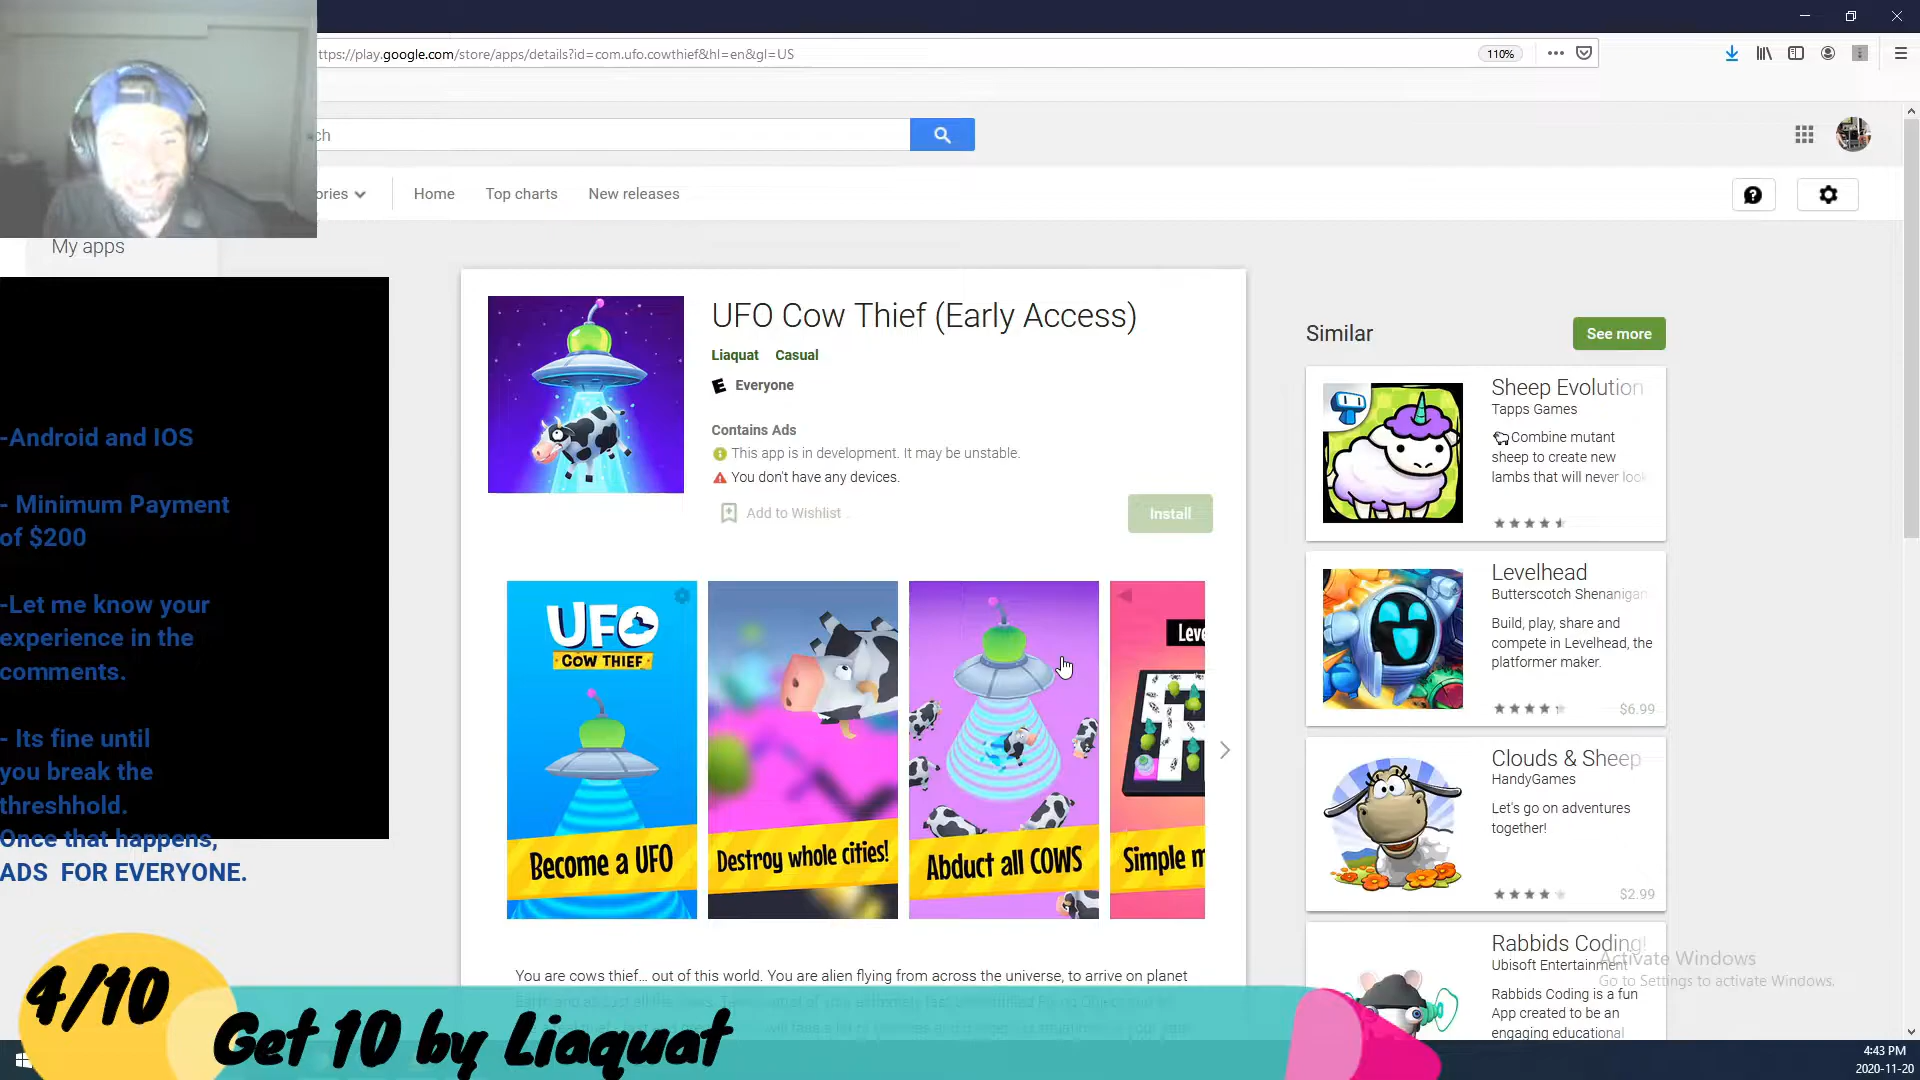 ttps://play.google.com/store/apps/details?id=com.ufo.cowthief&hl=en&gl=US
110%
ch
ories
Home
Top charts
New releases
My apps
-Android and IOS
- Minimum Payment
of $200
-Let me know your
experience in the
comments.
- Its fine until
you break the
threshhold.
Once that happens,
ADS FOR EVERYONE.
UFO Cow Thief (Early Access)
Liaquat Casual
E Everyone
Contains Ads
This app is in development. It may be unstable.
You don't have any devices.
Add to Wishlist
Install
UFO
COW THIEF
Become a UFO
Destroy whole cities!
Abduct all COWS
Leve
Simple m
You are cows thief... out of this world. You are alien flying from across the universe, to arrive on planet
Similar
See more
Sheep Evolution
Tapps Games
Combine mutant
sheep to create new
lambs that will never look
Levelhead
Butterscotch Shenanigan
Build, play, share and
compete in Levelhead, the
platformer maker.
$6.99
Clouds & Sheep
HandyGames
Let's go on adventures
together!
$2.99
Rabbids Coding!
Ubisoft Entertainment
Rabbids Coding is a fun
App created to be an
engaging educational
Activate Windows
Go to Settings to activate Windows.
4/10
Get 10 by Liaquat
4:43 PM
2020-11-20